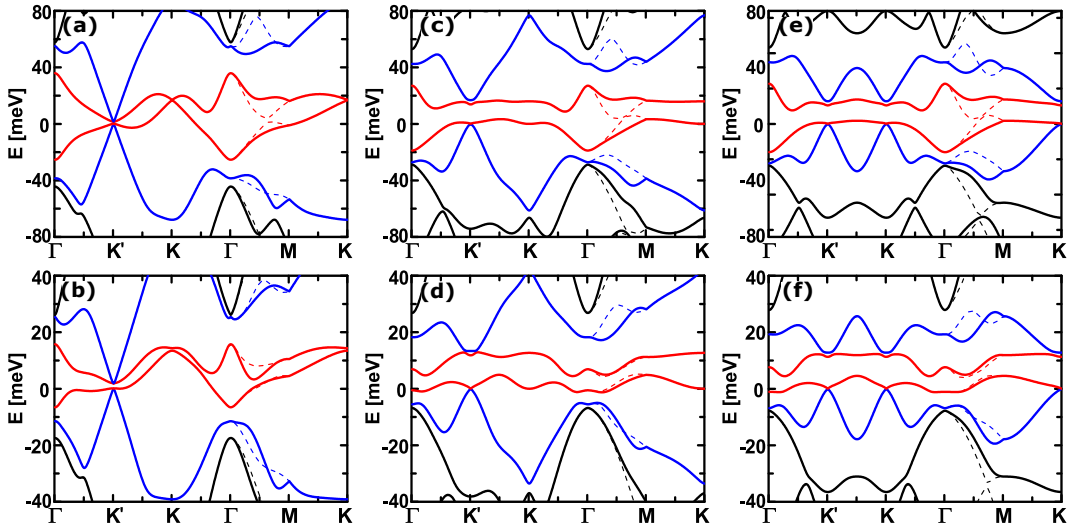 (a)
(c)
(e)
80
40
0
-40
-80
E [meV]
Γ K' K Γ M K
80
40
0
-40
-80
E [meV]
Γ K' K Γ M K
80
40
0
-40
-80
E [meV]
Γ K' K Γ M K
(b)
(d)
(f)
40
20
0
-20
-40
E [meV]
Γ K' K Γ M K
40
20
0
-20
-40
E [meV]
Γ K' K Γ M K
40
20
0
-20
-40
E [meV]
Γ K' K Γ M K